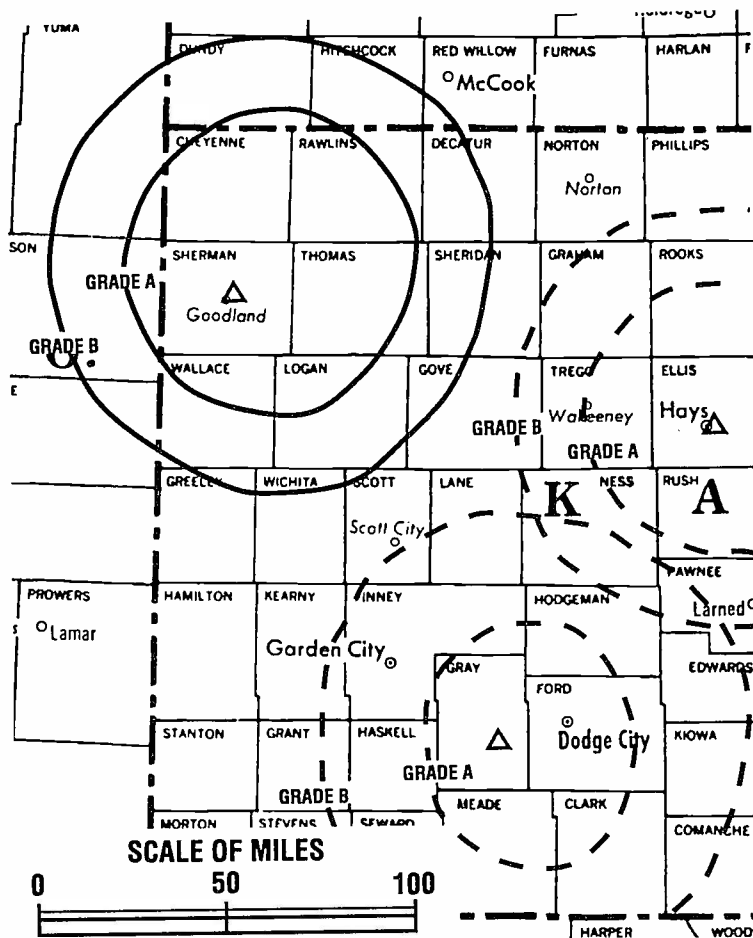 YUMA
DUNDY
HITCHCOCK
RED WILLOW
FURNAS
HARLAN
F
McCook
CHEYENNE
RAWLINS
DECATUR
NORTON
PHILLIPS
Norton
SON
SHERMAN
THOMAS
SHERIDAN
GRAHAM
ROOKS
GRADE A
Goodland
GRADE B
WALLACE
LOGAN
GOVE
TREGO
ELLIS
E
WaKeeney
Hays
GRADE B
GRADE A
GREELEY
WICHITA
SCOTT
LANE
NESS
RUSH
K
A
Scott City
PAWNEE
PROWERS
HAMILTON
KEARNY
INNEY
HODGEMAN
Larned
S
Lamar
Garden City
GRAY
EDWARDS
FORD
STANTON
GRANT
HASKELL
Dodge City
KIOWA
GRADE A
GRADE B
MEADE
CLARK
MORTON
STEVENS
SEWARD
COMANCHE
SCALE OF MILES
0 50 100
HARPER
WOOD